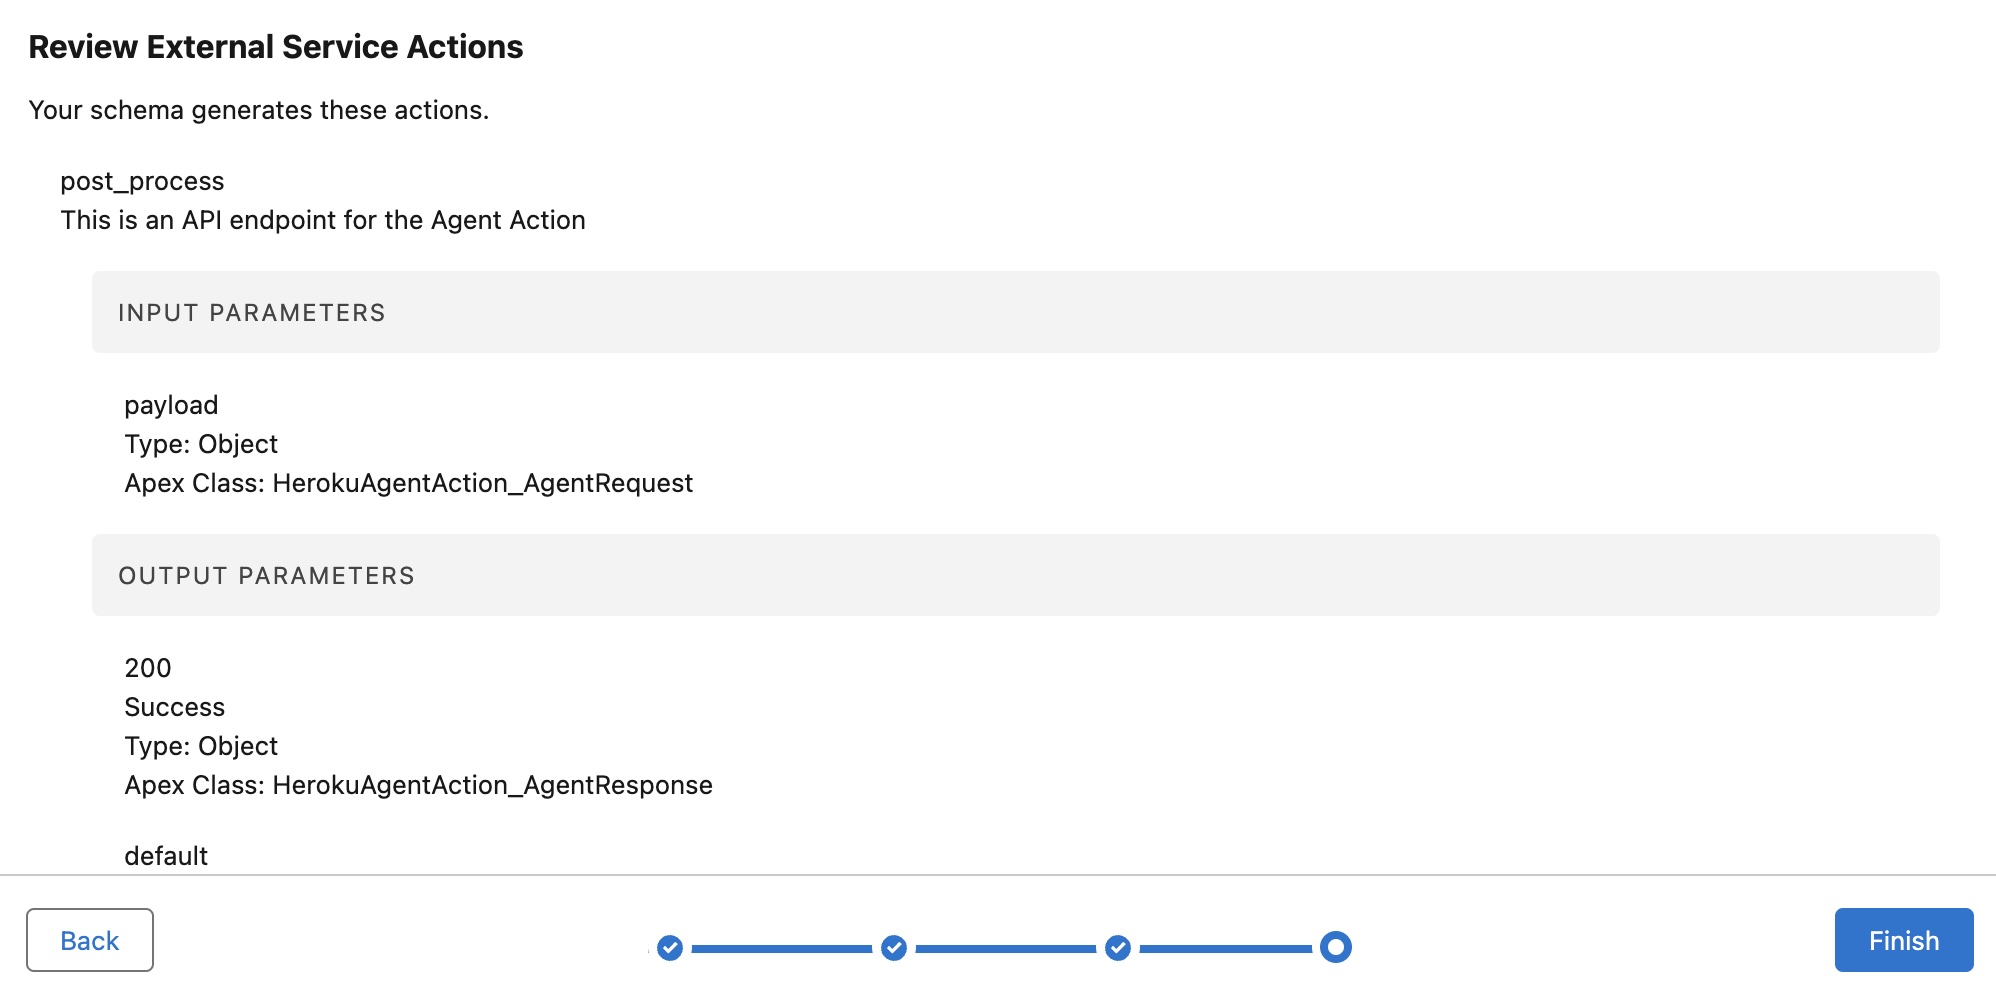 Review External Service Actions
Your schema generates these actions.
post_process
This is an API endpoint for the Agent Action
INPUT PARAMETERS
payload
Type: Object
Apex Class: HerokuAgentAction_AgentRequest
OUTPUT PARAMETERS
200
Success
Type: Object
Apex Class: HerokuAgentAction_AgentResponse
default
Back
Finish